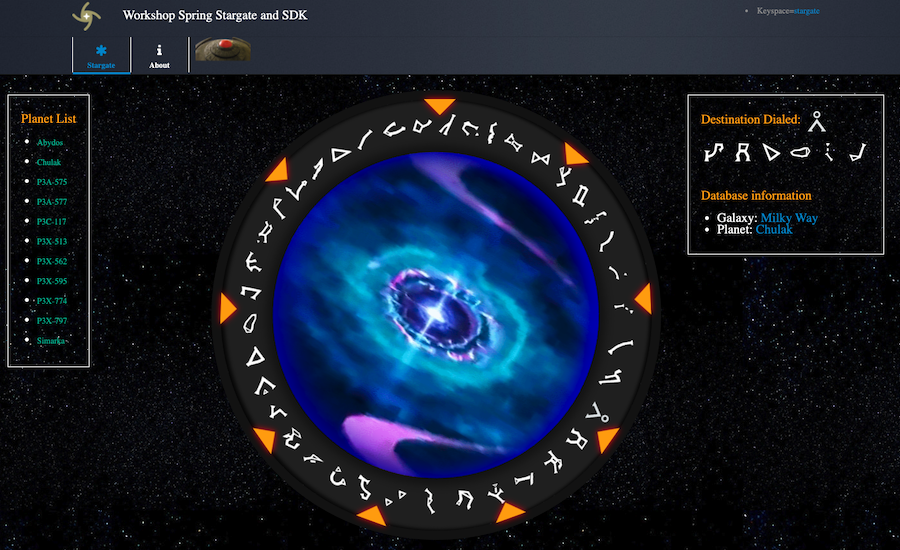 Workshop Spring Stargate and SDK
Keyspace=stargate
Stargate
About
Planet List
Abydos
Chulak
P3A-575
P3A-577
P3C-117
P3X-513
P3X-562
P3X-595
P3X-774
P3X-797
Simarka
Destination Dialed:
Database information
Galaxy: Milky Way
Planet: Chulak